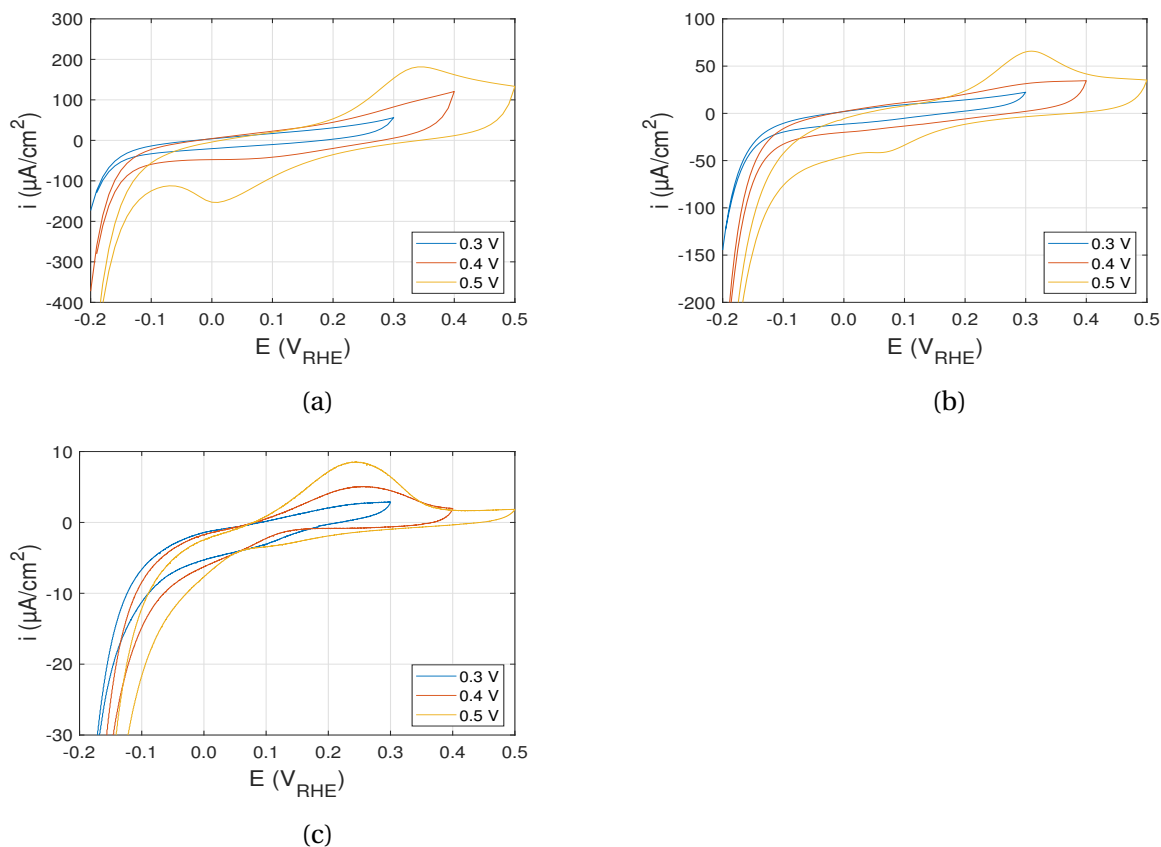 300
200
100
0
-100
-200
-300
-400
i (µA/cm²)
-0.2 -0.1 0.0 0.1 0.2 0.3 0.4 0.5
E (V_RHE)
0.3 V
0.4 V
0.5 V
(a)
100
50
0
-50
-100
-150
-200
i (µA/cm²)
-0.2 -0.1 0.0 0.1 0.2 0.3 0.4 0.5
E (V_RHE)
0.3 V
0.4 V
0.5 V
(b)
10
0
-10
-20
-30
i (µA/cm²)
-0.2 -0.1 0.0 0.1 0.2 0.3 0.4 0.5
E (V_RHE)
0.3 V
0.4 V
0.5 V
(c)